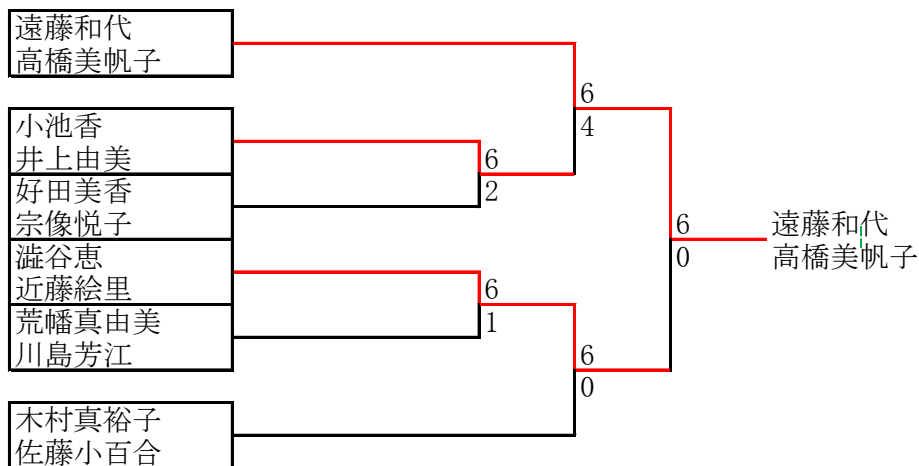 遠藤和代
高橋美帆子
小池香
井上由美
好田美香
宗像悦子
澁谷恵
近藤絵里
荒幡真由美
川島芳江
木村真裕子
佐藤小百合
6
2
6
1
6
4
6
0
6
0
遠藤和代
高橋美帆子